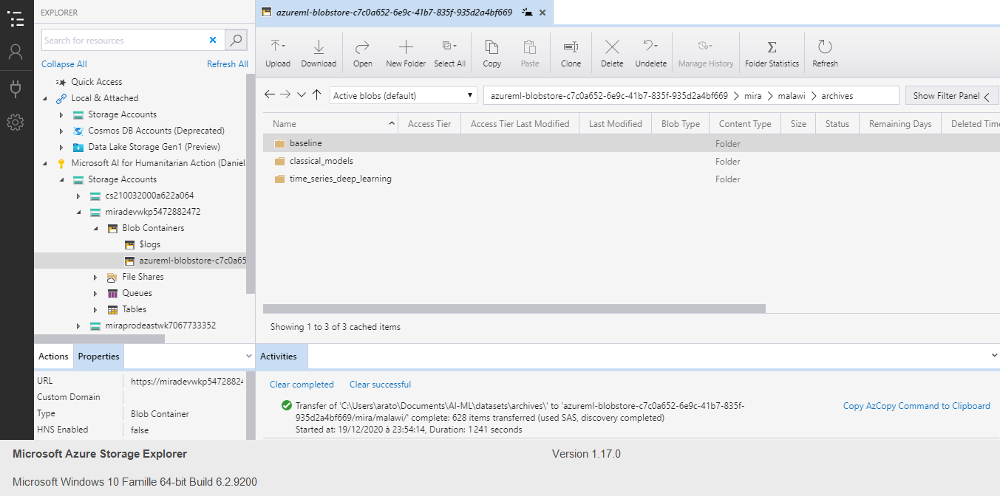 EXPLORER
Search for resources
Collapse All
Refresh All
Quick Access
Local & Attached
Storage Accounts
Cosmos DB Accounts (Deprecated)
Data Lake Storage Gen1 (Preview)
Microsoft AI for Humanitarian Action (Daniel.
Storage Accounts
cs210032000a622a064
miradevwkp5472882472
Blob Containers
$logs
azureml-blobstore-c7c0a65
File Shares
Queues
Tables
miraprodeastwk7067733352
Actions Properties
URL https://miradevwkp54728824
Custom Domain
Type Blob Container
HNS Enabled false
azureml-blobstore-c7c0a652-6e9c-41b7-835f-935d2a4bf669
Upload Download Open New Folder Select All Copy Paste Clone Delete Undelete Manage History Folder Statistics Refresh
Active blobs (default) azureml-blobstore-c7c0a652-6e9c-41b7-835f-935d2a4bf669 mira malawi archives Show Filter Panel
Name Access Tier Access Tier Last Modified Last Modified Blob Type Content Type Size Status Remaining Days Deleted Time
baseline Folder
classical_models Folder
time_series_deep_learning Folder
Showing 1 to 3 of 3 cached items
Activities
Clear completed Clear successful
Transfer of 'C:\Users\arato\Documents\AI-ML\datasets\archives\' to 'azureml-blobstore-c7c0a652-6e9c-41b7-835f-
935d2a4bf669/mira/malawi/' complete: 628 items transferred (used SAS, discovery completed)
Started at: 19/12/2020 à 23:54:14, Duration: 1241 seconds
Copy AzCopy Command to Clipboard
Microsoft Azure Storage Explorer Version 1.17.0
Microsoft Windows 10 Famille 64-bit Build 6.2.9200